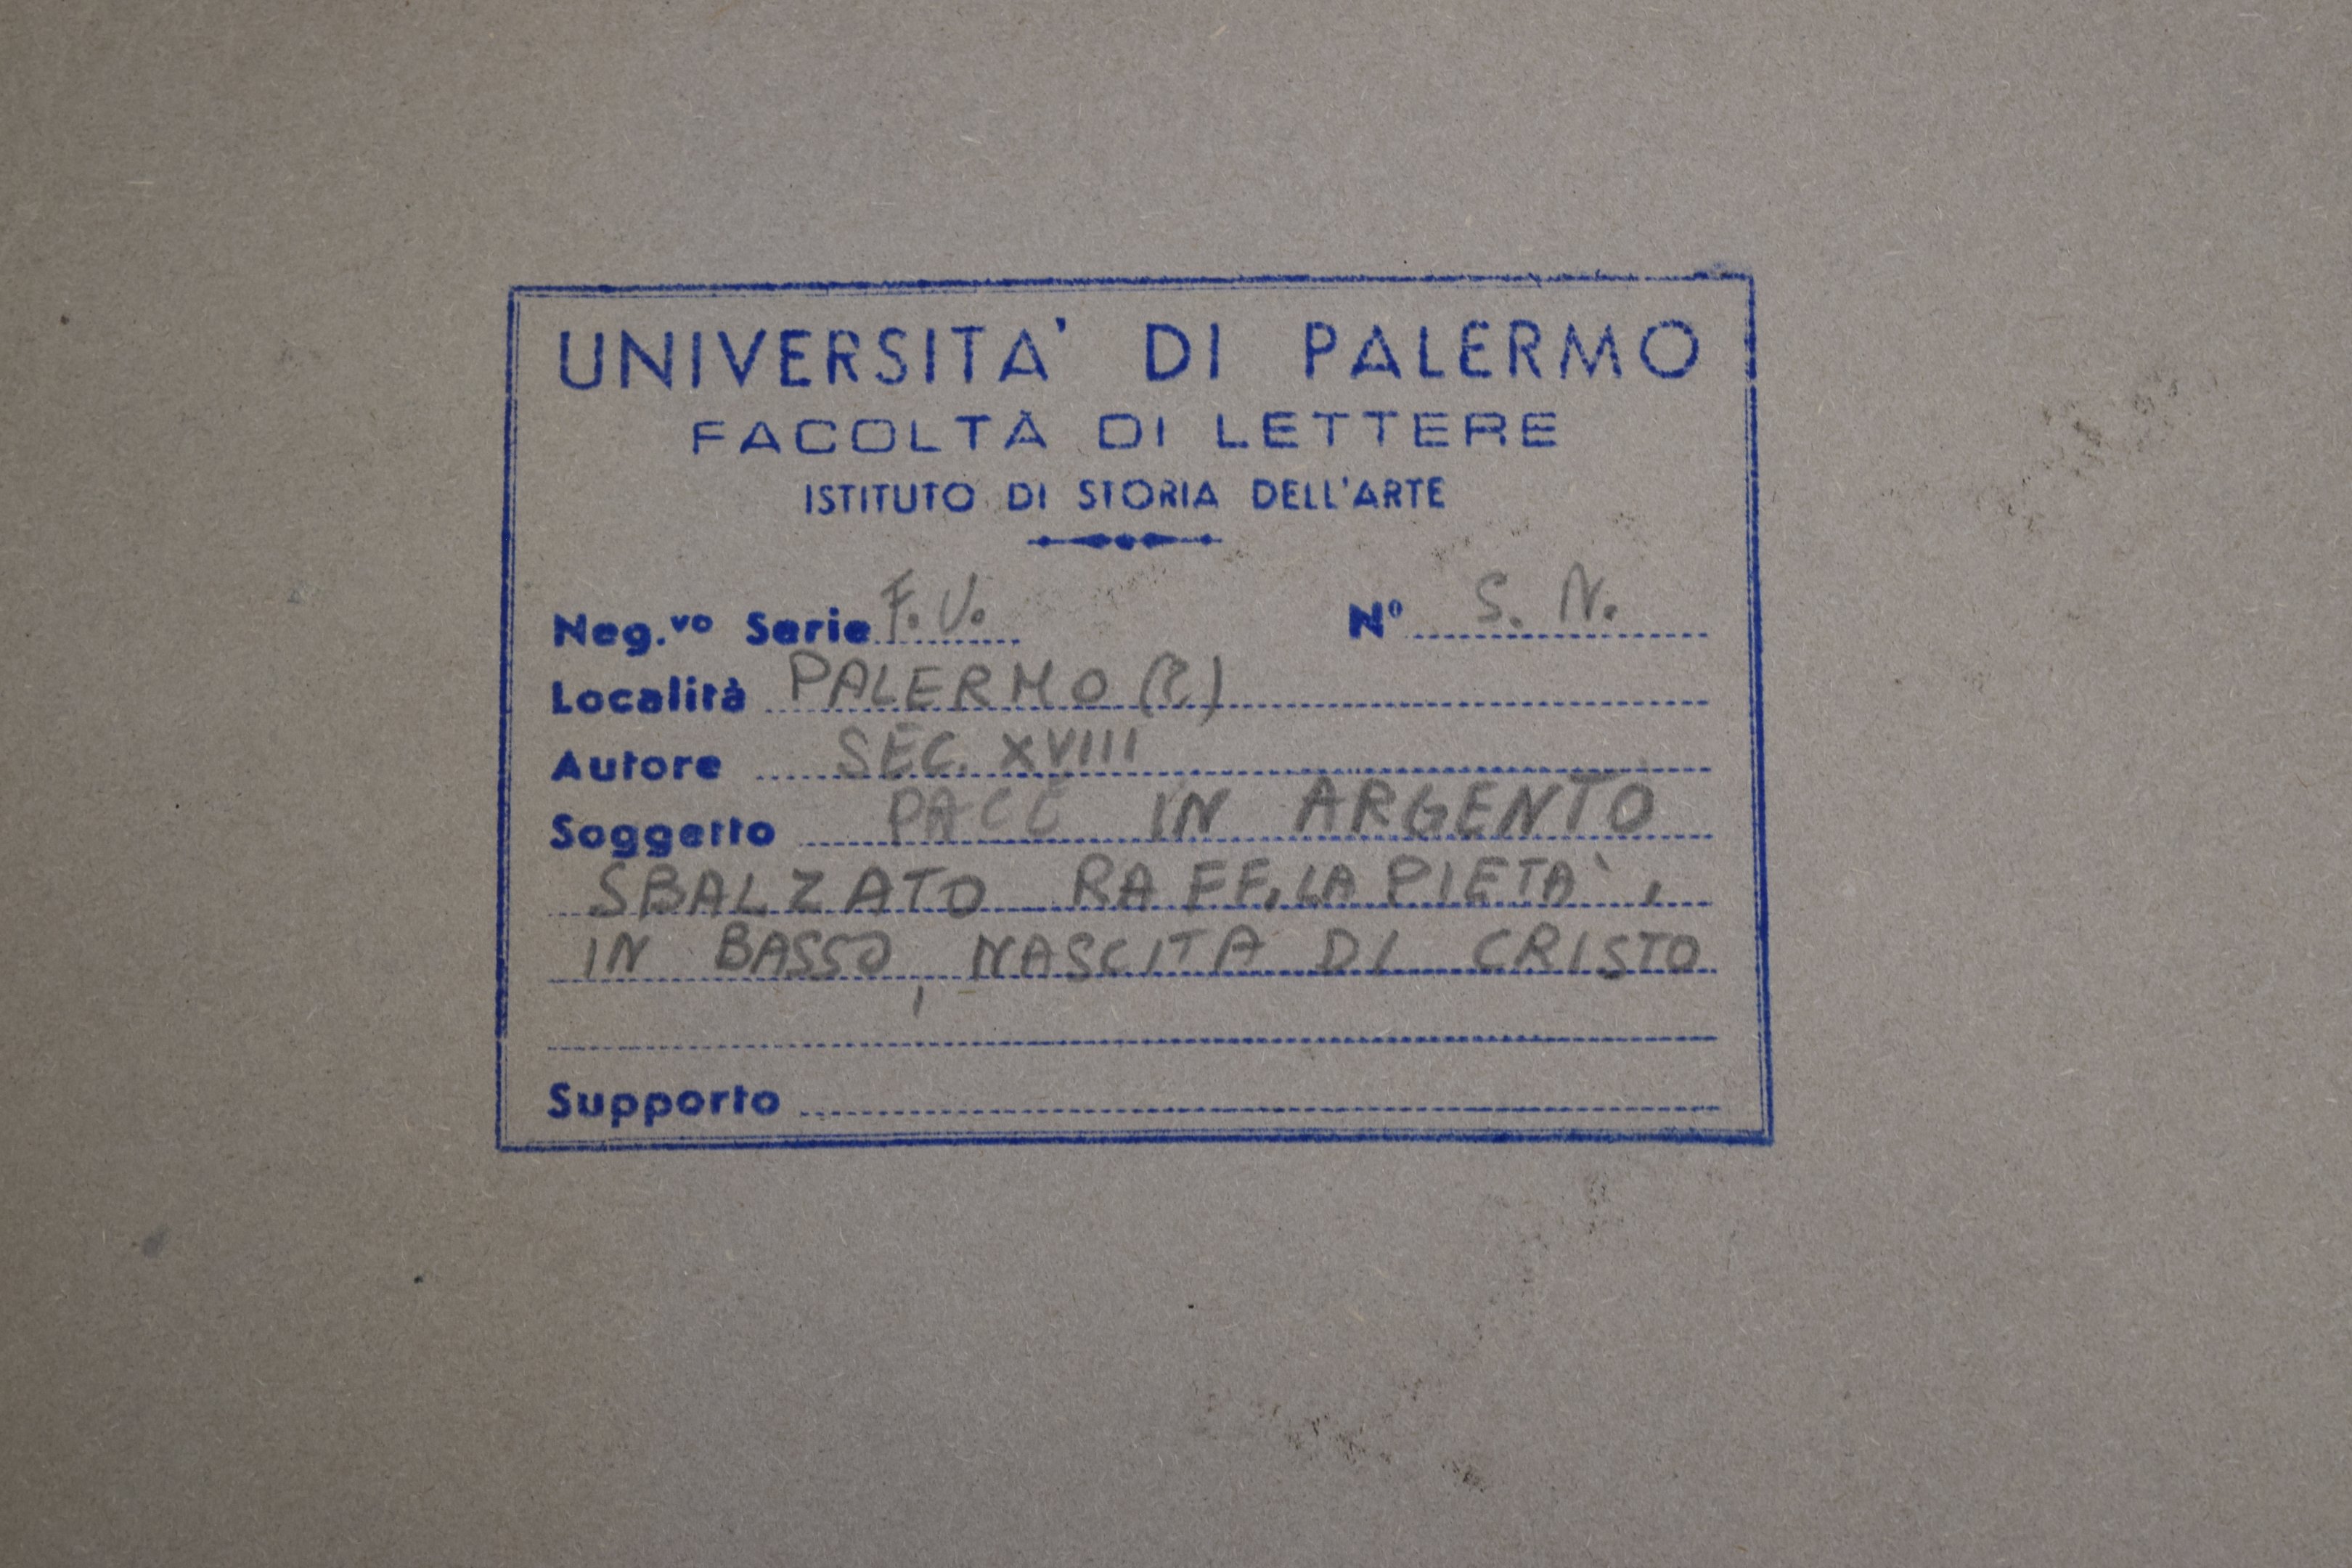 UNIVERSITA' DI PALERMO
FACOLTÀ DI LETTERE
ISTITUTO DI STORIA DELL'ARTE
Neg.vo Serie F.V. N° S. N.
Località PALERMO (?)
Autore SEC. XVIII
Soggetto PACE IN ARGENTO
SBALZATO RAFF. LA PIETA',
IN BASSO, NASCITA DI CRISTO
Supporto